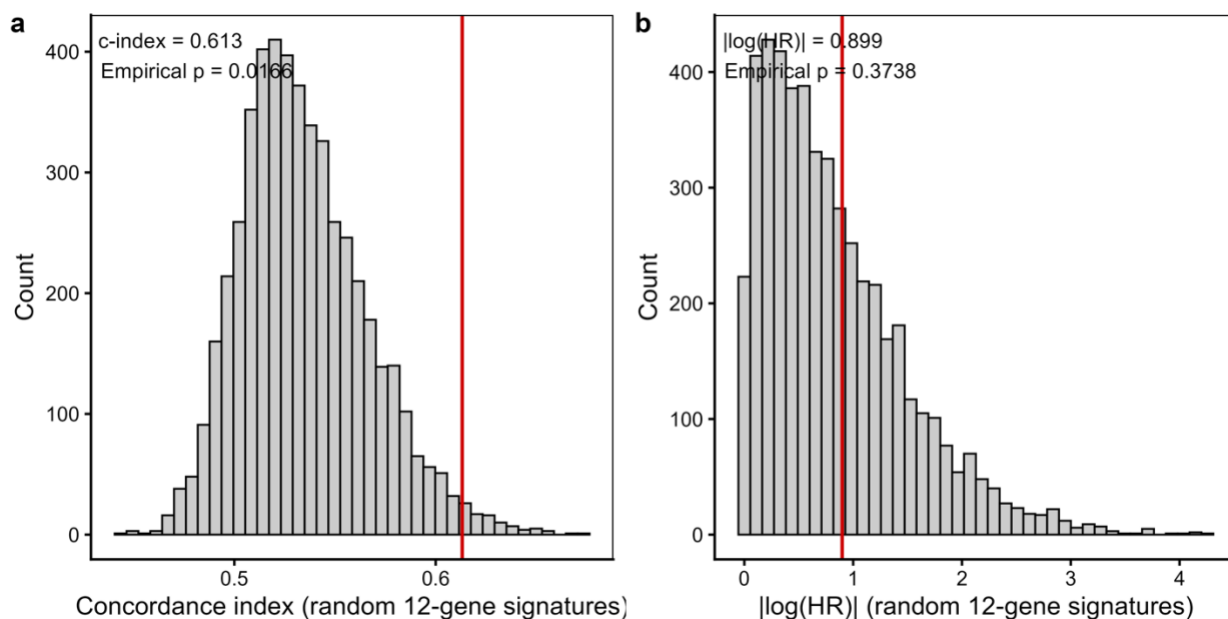 a
c-index = 0.613
Empirical p = 0.0166
400
300
200
100
0
Count
0.5 0.6
Concordance index (random 12-gene signatures)
b
|log(HR)| = 0.899
Empirical p = 0.3738
400
300
200
100
0
Count
0 1 2 3 4
|log(HR)| (random 12-gene signatures)